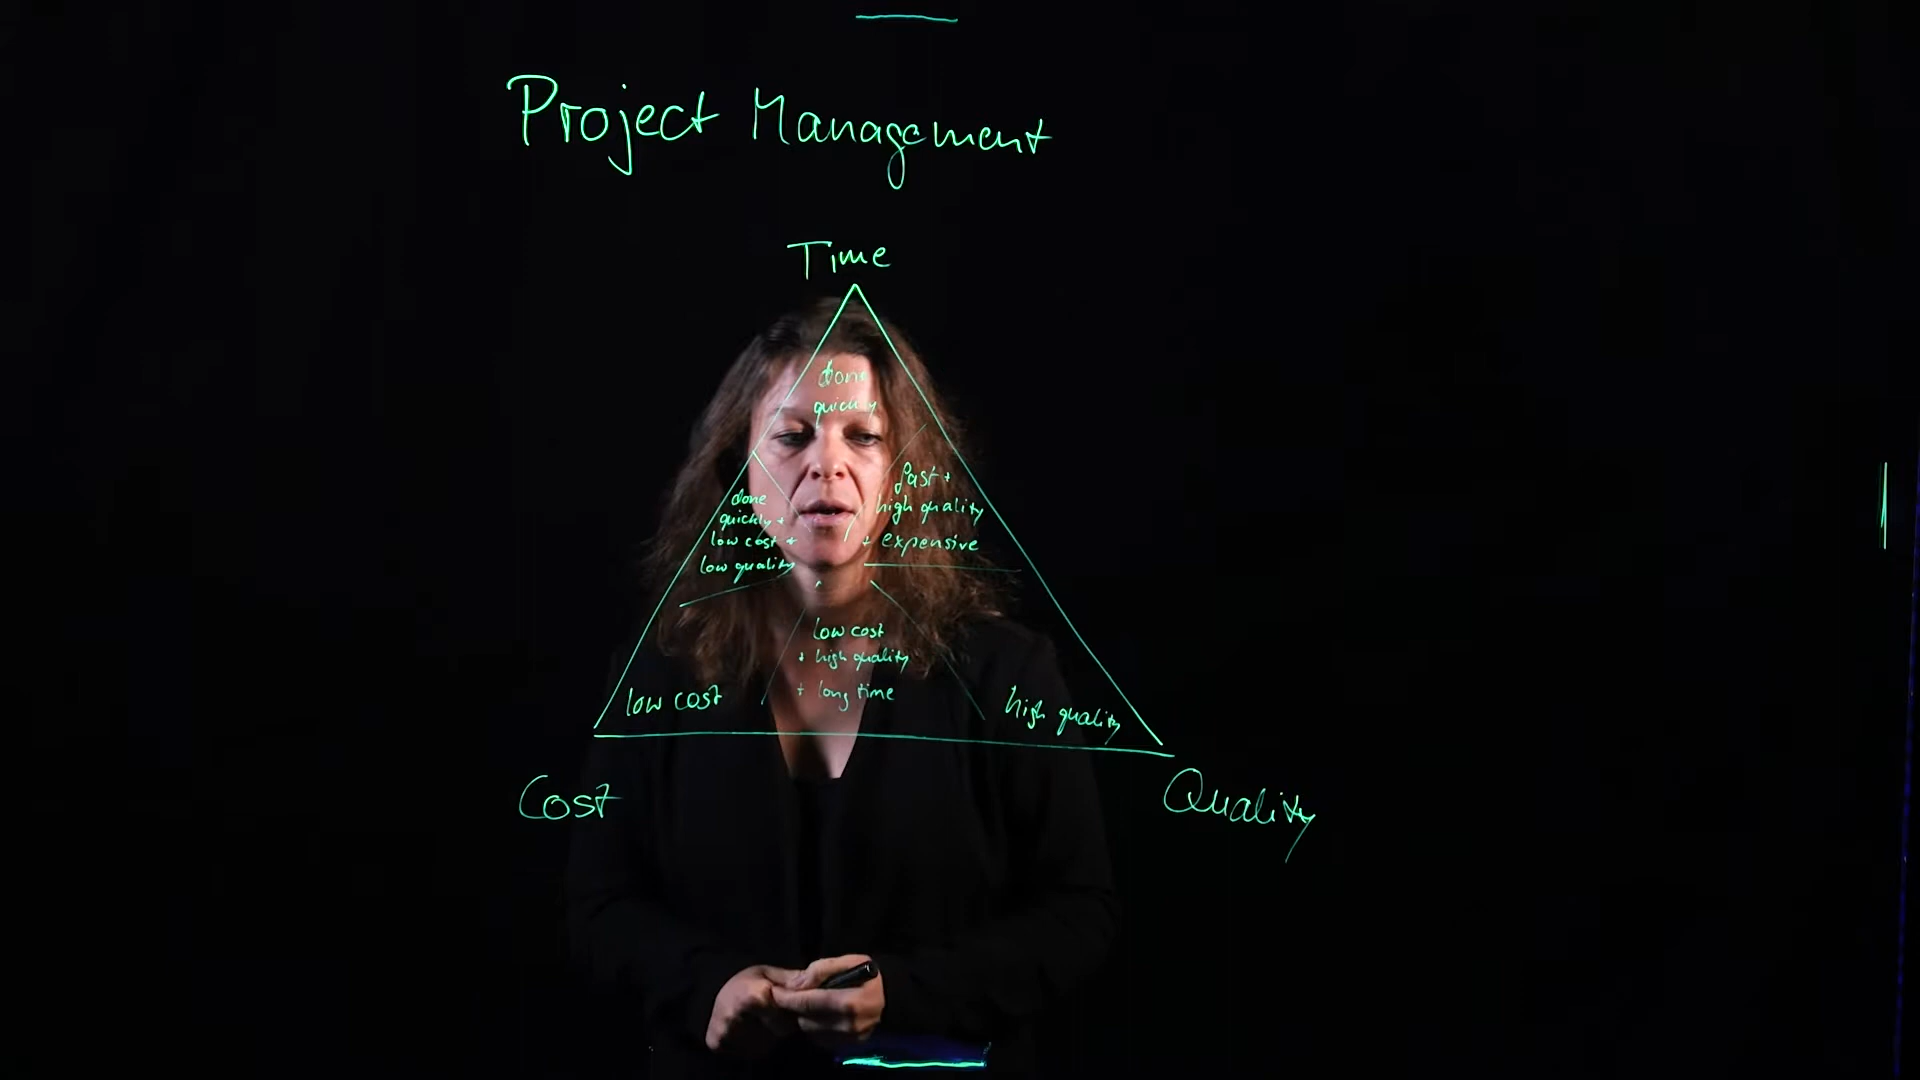 Project Management
Time
done
quickly
done
quickly +
low cost +
low quality
fast +
high quality
+ expensive
low cost
+ high quality
+ long time
low cost
high quality
Cost
Quality